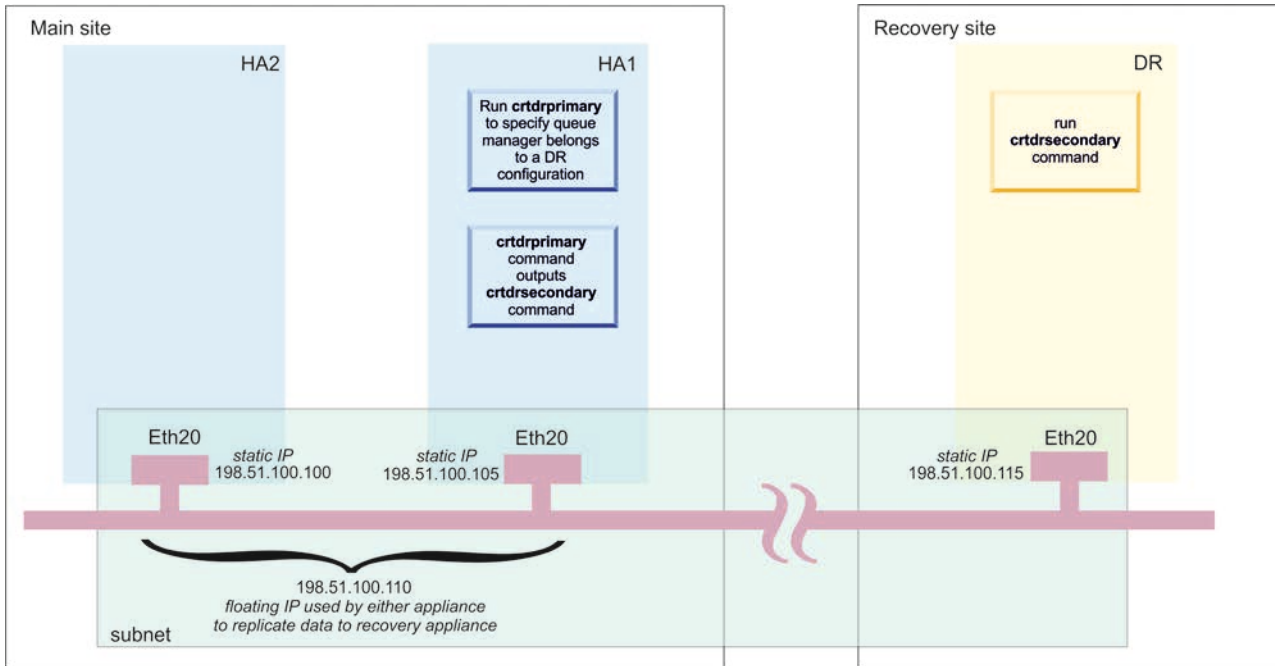 Main site
HA2
HA1
Run crtdrprimary
to specify queue
manager belongs
to a DR
configuration
crtdrprimary
command
outputs
crtdrsecondary
command
Recovery site
DR
run
crtdrsecondary
command
Eth20
static IP
198.51.100.100
Eth20
static IP
198.51.100.105
Eth20
static IP
198.51.100.115
198.51.100.110
floating IP used by either appliance
to replicate data to recovery appliance
subnet